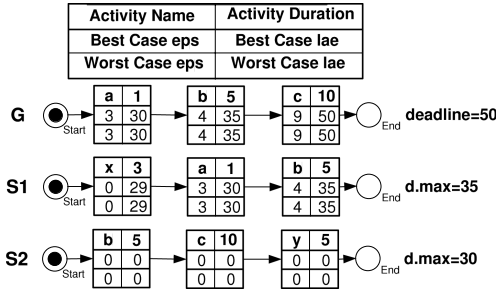 Activity Name Activity Duration
Best Case eps Best Case lae
Worst Case eps Worst Case lae
G Start a 1 b 5 c 10 End deadline=50
3 30 4 35 9 50
3 30 4 35 9 50
S1 Start x 3 a 1 b 5 End d.max=35
0 29 3 30 4 35
0 29 3 30 4 35
S2 Start b 5 c 10 y 5 End d.max=30
0 0 0 0 0 0
0 0 0 0 0 0